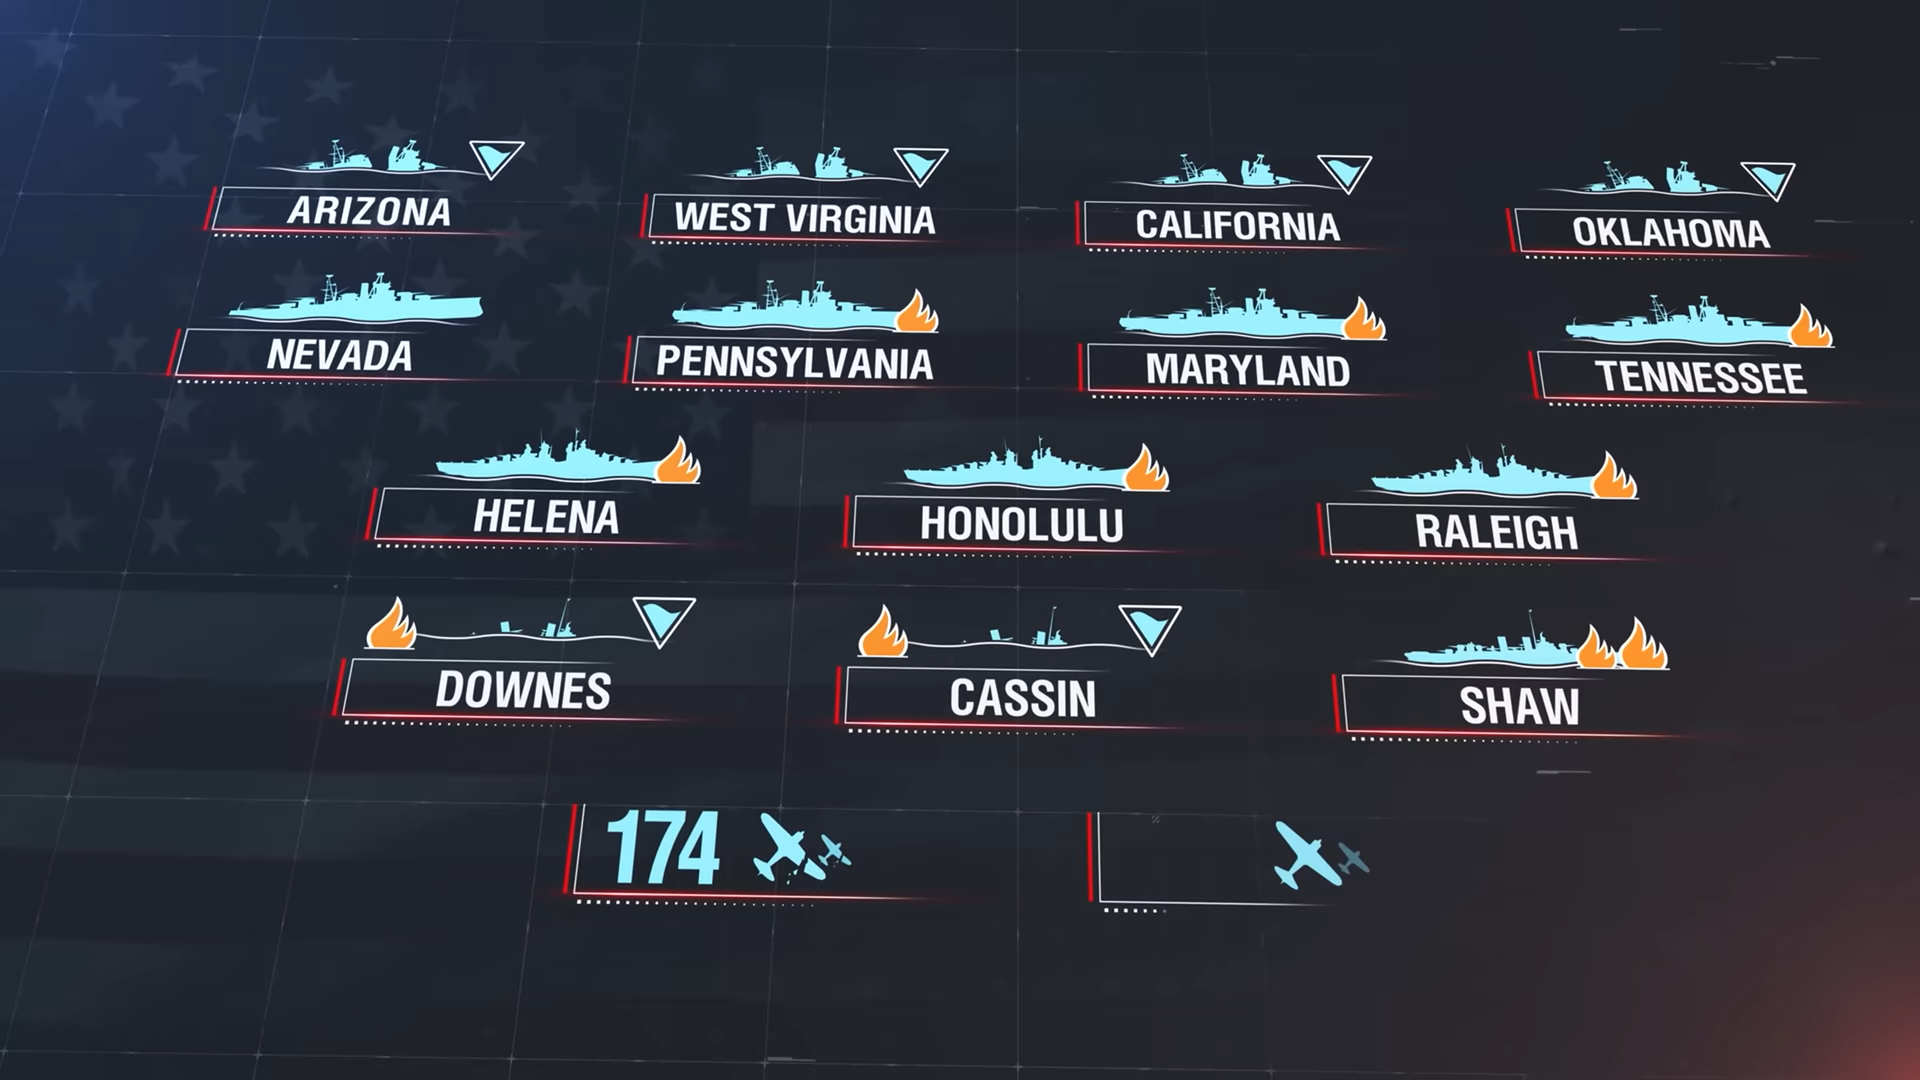 ARIZONA
WEST VIRGINIA
CALIFORNIA
OKLAHOMA
NEVADA
PENNSYLVANIA
MARYLAND
TENNESSEE
HELENA
HONOLULU
RALEIGH
DOWNES
CASSIN
SHAW
174